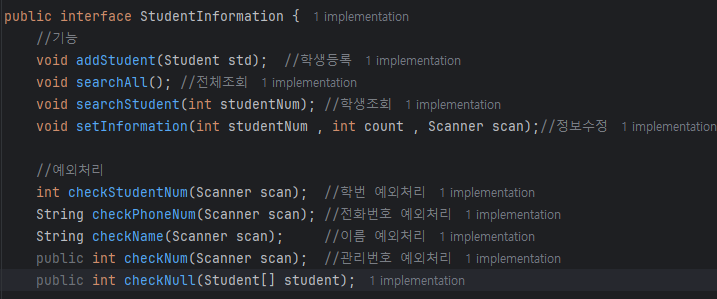 public interface StudentInformation {  1 implementation
//기능
void addStudent(Student std);  //학생등록  1 implementation
void searchAll(); //전체조회  1 implementation
void searchStudent(int studentNum); //학생조회  1 implementation
void setInformation(int studentNum , int count , Scanner scan);//정보수정  1 implementation
//예외처리
int checkStudentNum(Scanner scan);  //학번 예외처리  1 implementation
String checkPhoneNum(Scanner scan); //전화번호 예외처리  1 implementation
String checkName(Scanner scan);     //이름 예외처리  1 implementation
public int checkNum(Scanner scan);  //관리번호 예외처리  1 implementation
public int checkNull(Student[] student);  1 implementation